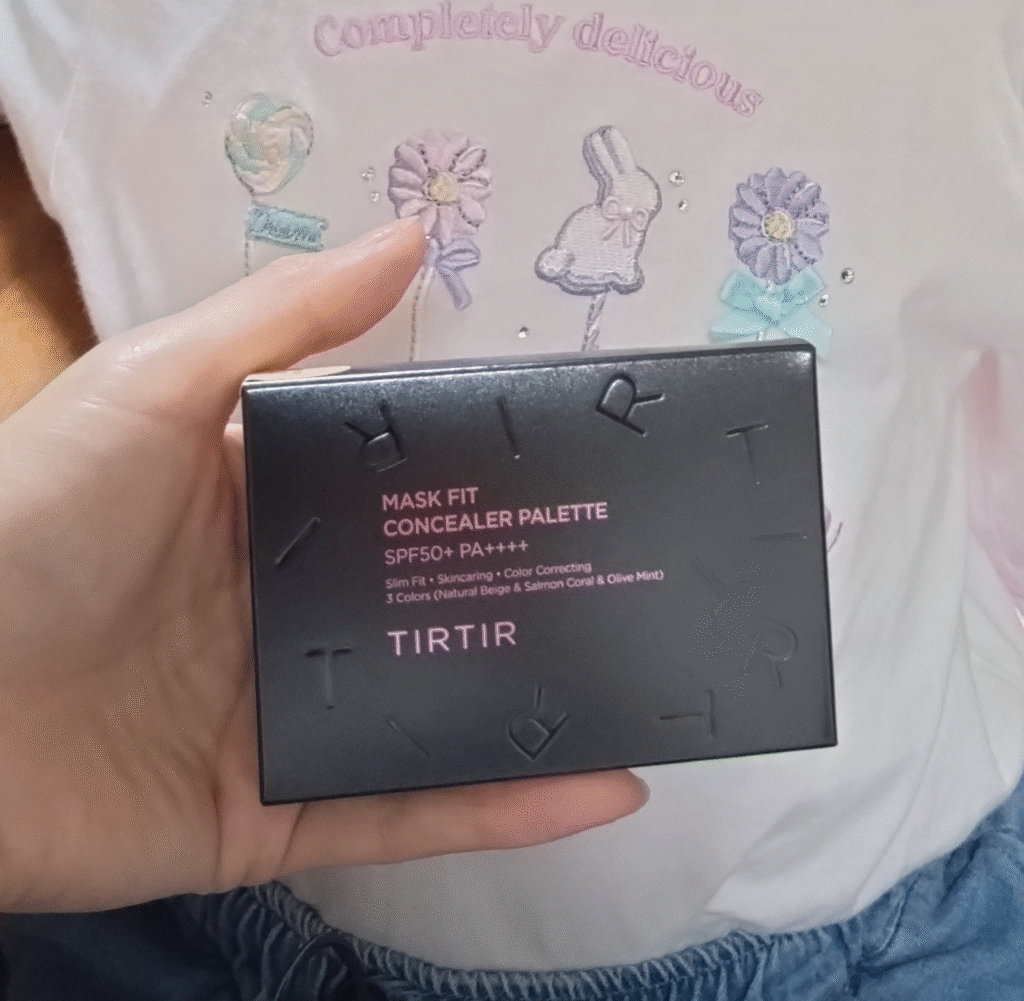 Completely delicious
MASK FIT
CONCEALER PALETTE
SPF50+ PA++++
Slim Fit • Skincaring • Color Correcting
3 Colors (Natural Beige & Salmon Coral & Olive Mint)
TIRTIR